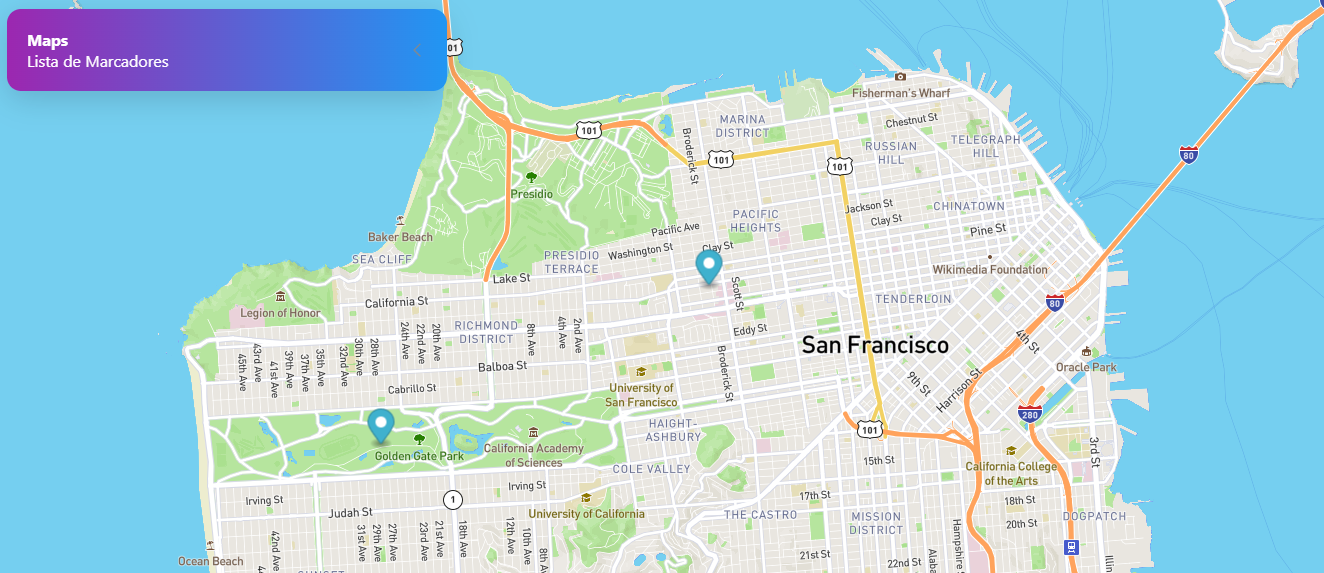 Maps
Lista de Marcadores
101
Fisherman's Wharf
MARINA
DISTRICT
Chestnut St
101
101
101
Broderick St
RUSSIAN
HILL
TELEGRAPH
HILL
80
Presidio
Jackson St
CHINATOWN
Clay St
PACIFIC
HEIGHTS
Pacific Ave
Pine St
Baker Beach
Washington St
Clay St
SEA CLIFF
PRESIDIO
TERRACE
Wikimedia Foundation
Lake St
Scott St
California St
TENDERLOIN
80
Legion of Honor
RICHMOND
DISTRICT
24th Ave
22nd Ave
20th Ave
8th Ave
4th Ave
2nd Ave
Eddy St
San Francisco
4th St
45th Ave
43rd Ave
41st Ave
39th Ave
37th Ave
35th Ave
32nd Ave
30th Ave
28th Ave
Balboa St
Broderick St
Oracle Park
Cabrillo St
University of
San Francisco
9th St
Harrison St
280
HAIGHT-
ASHBURY
101
Golden Gate Park
California Academy
of Sciences
COLE VALLEY
15th St
California College
of the Arts
3rd St
Irving St
Irving St
1
Judah St
University of California
17th St
18th St
THE CASTRO
MISSION
DISTRICT
20th St
DOGPATCH
42nd Ave
31st Ave
29th Ave
27th Ave
23rd Ave
21st Ave
18th Ave
12th Ave
10th Ave
8th
Ocean Beach
21st St
22nd St
Alab
Hampshire
Illin